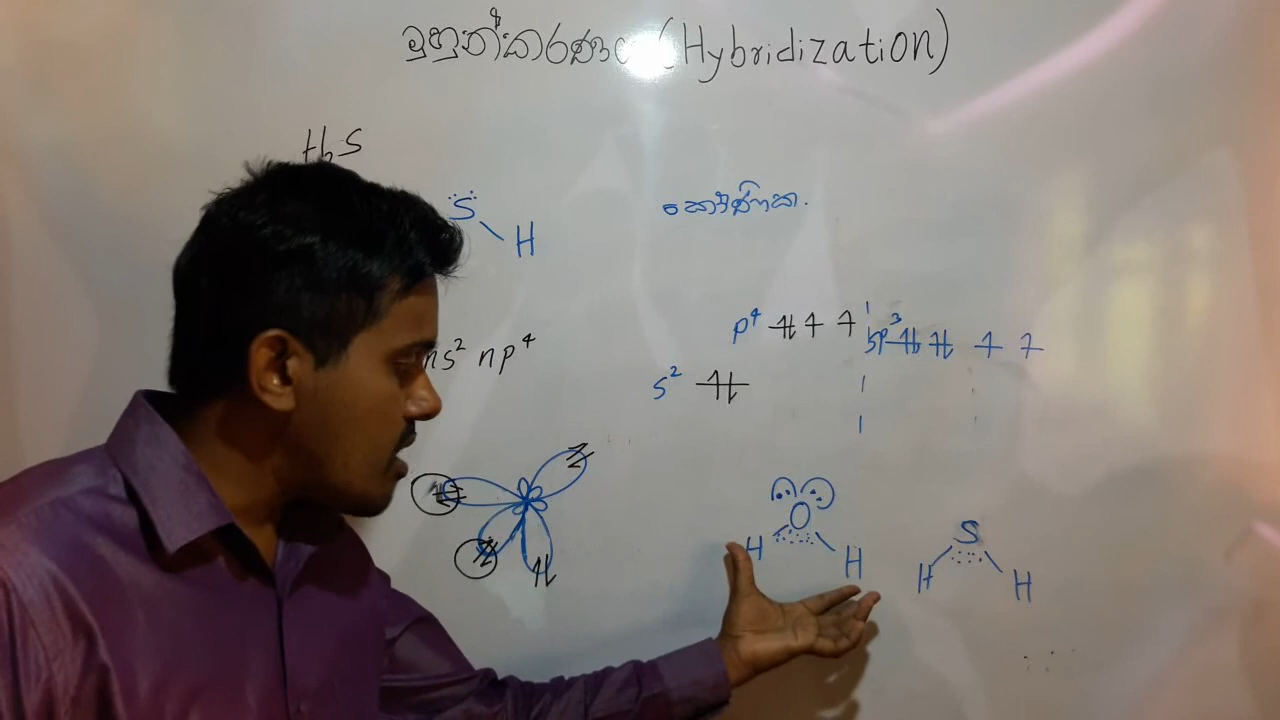 මුහුන්කරණය (Hybridization)
H₂S
S
H
කෝණික.
ns² np⁴
p⁴
sp³
s²
O
H H
S
H H